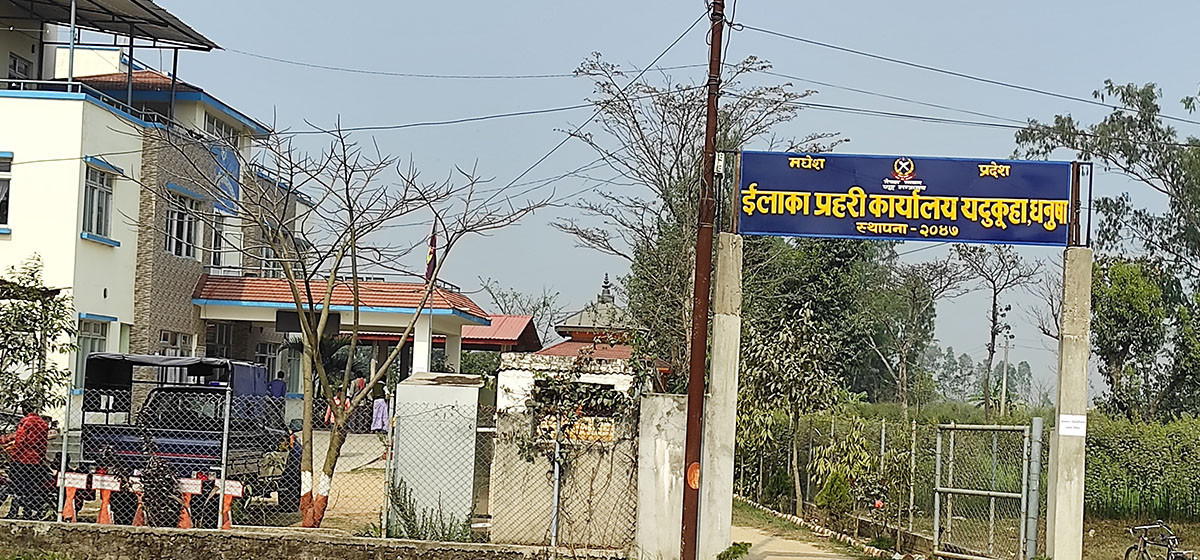 मधेश प्रदेश
ईलाका प्रहरी कार्यालय यदुकूहा,धनुषा
स्थापना - २०४७